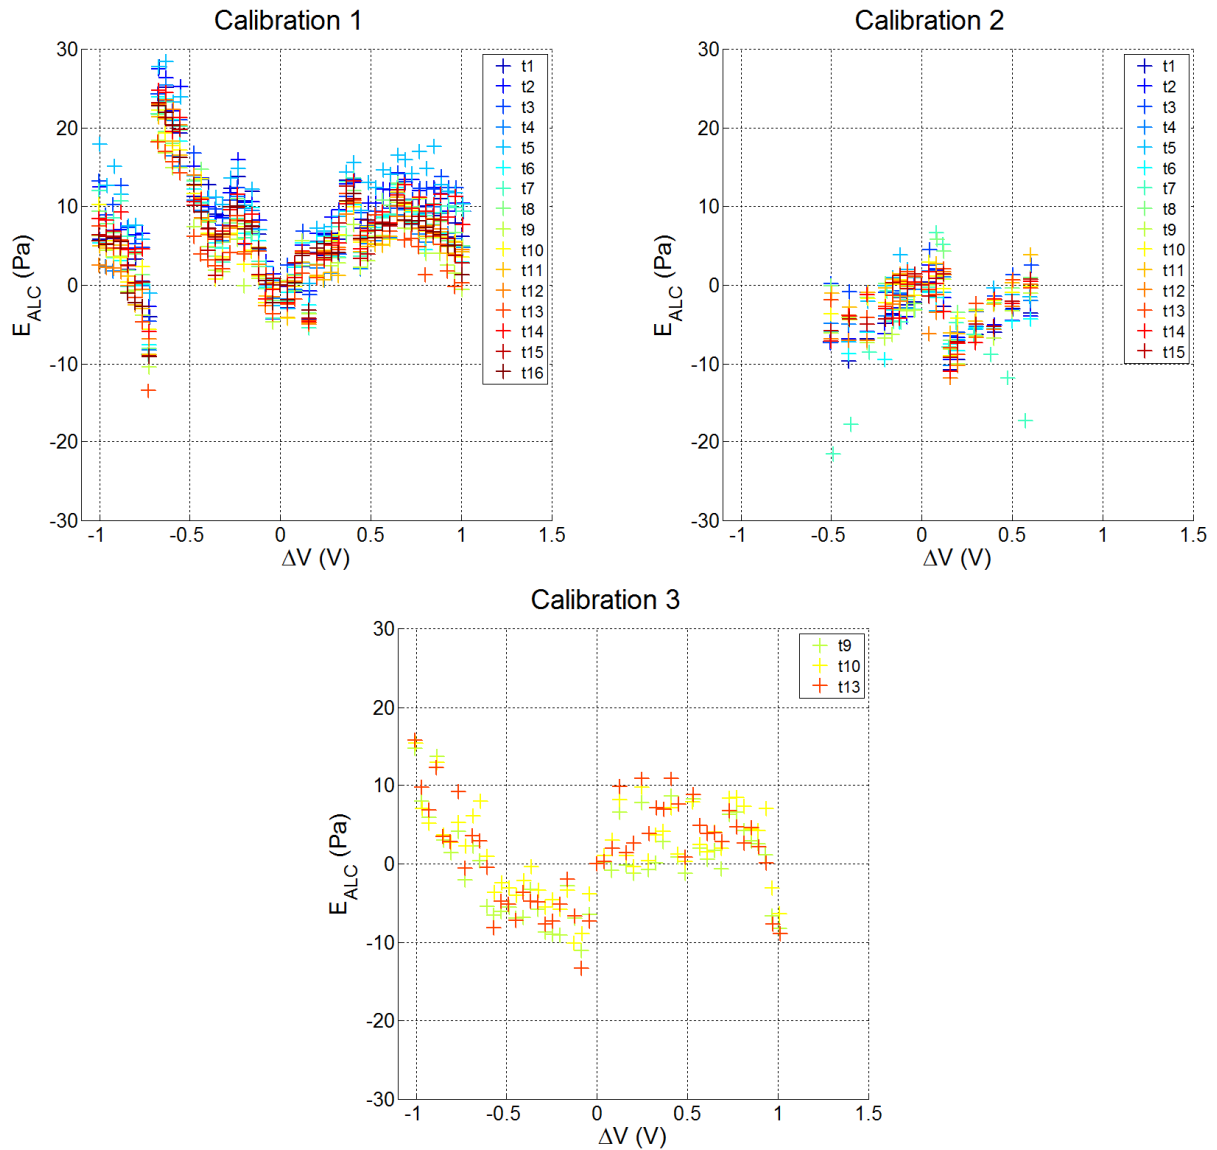 Calibration 1
30
20
10
0
-10
-20
-30
-1
-0.5
0
0.5
1
1.5
E_ALC (Pa)
ΔV (V)
t1
t2
t3
t4
t5
t6
t7
t8
t9
t10
t11
t12
t13
t14
t15
t16
Calibration 2
30
20
10
0
-10
-20
-30
-1
-0.5
0
0.5
1
1.5
E_ALC (Pa)
ΔV (V)
t1
t2
t3
t4
t5
t6
t7
t8
t9
t10
t11
t12
t13
t14
t15
Calibration 3
30
20
10
0
-10
-20
-30
-1
-0.5
0
0.5
1
1.5
E_ALC (Pa)
ΔV (V)
t9
t10
t13